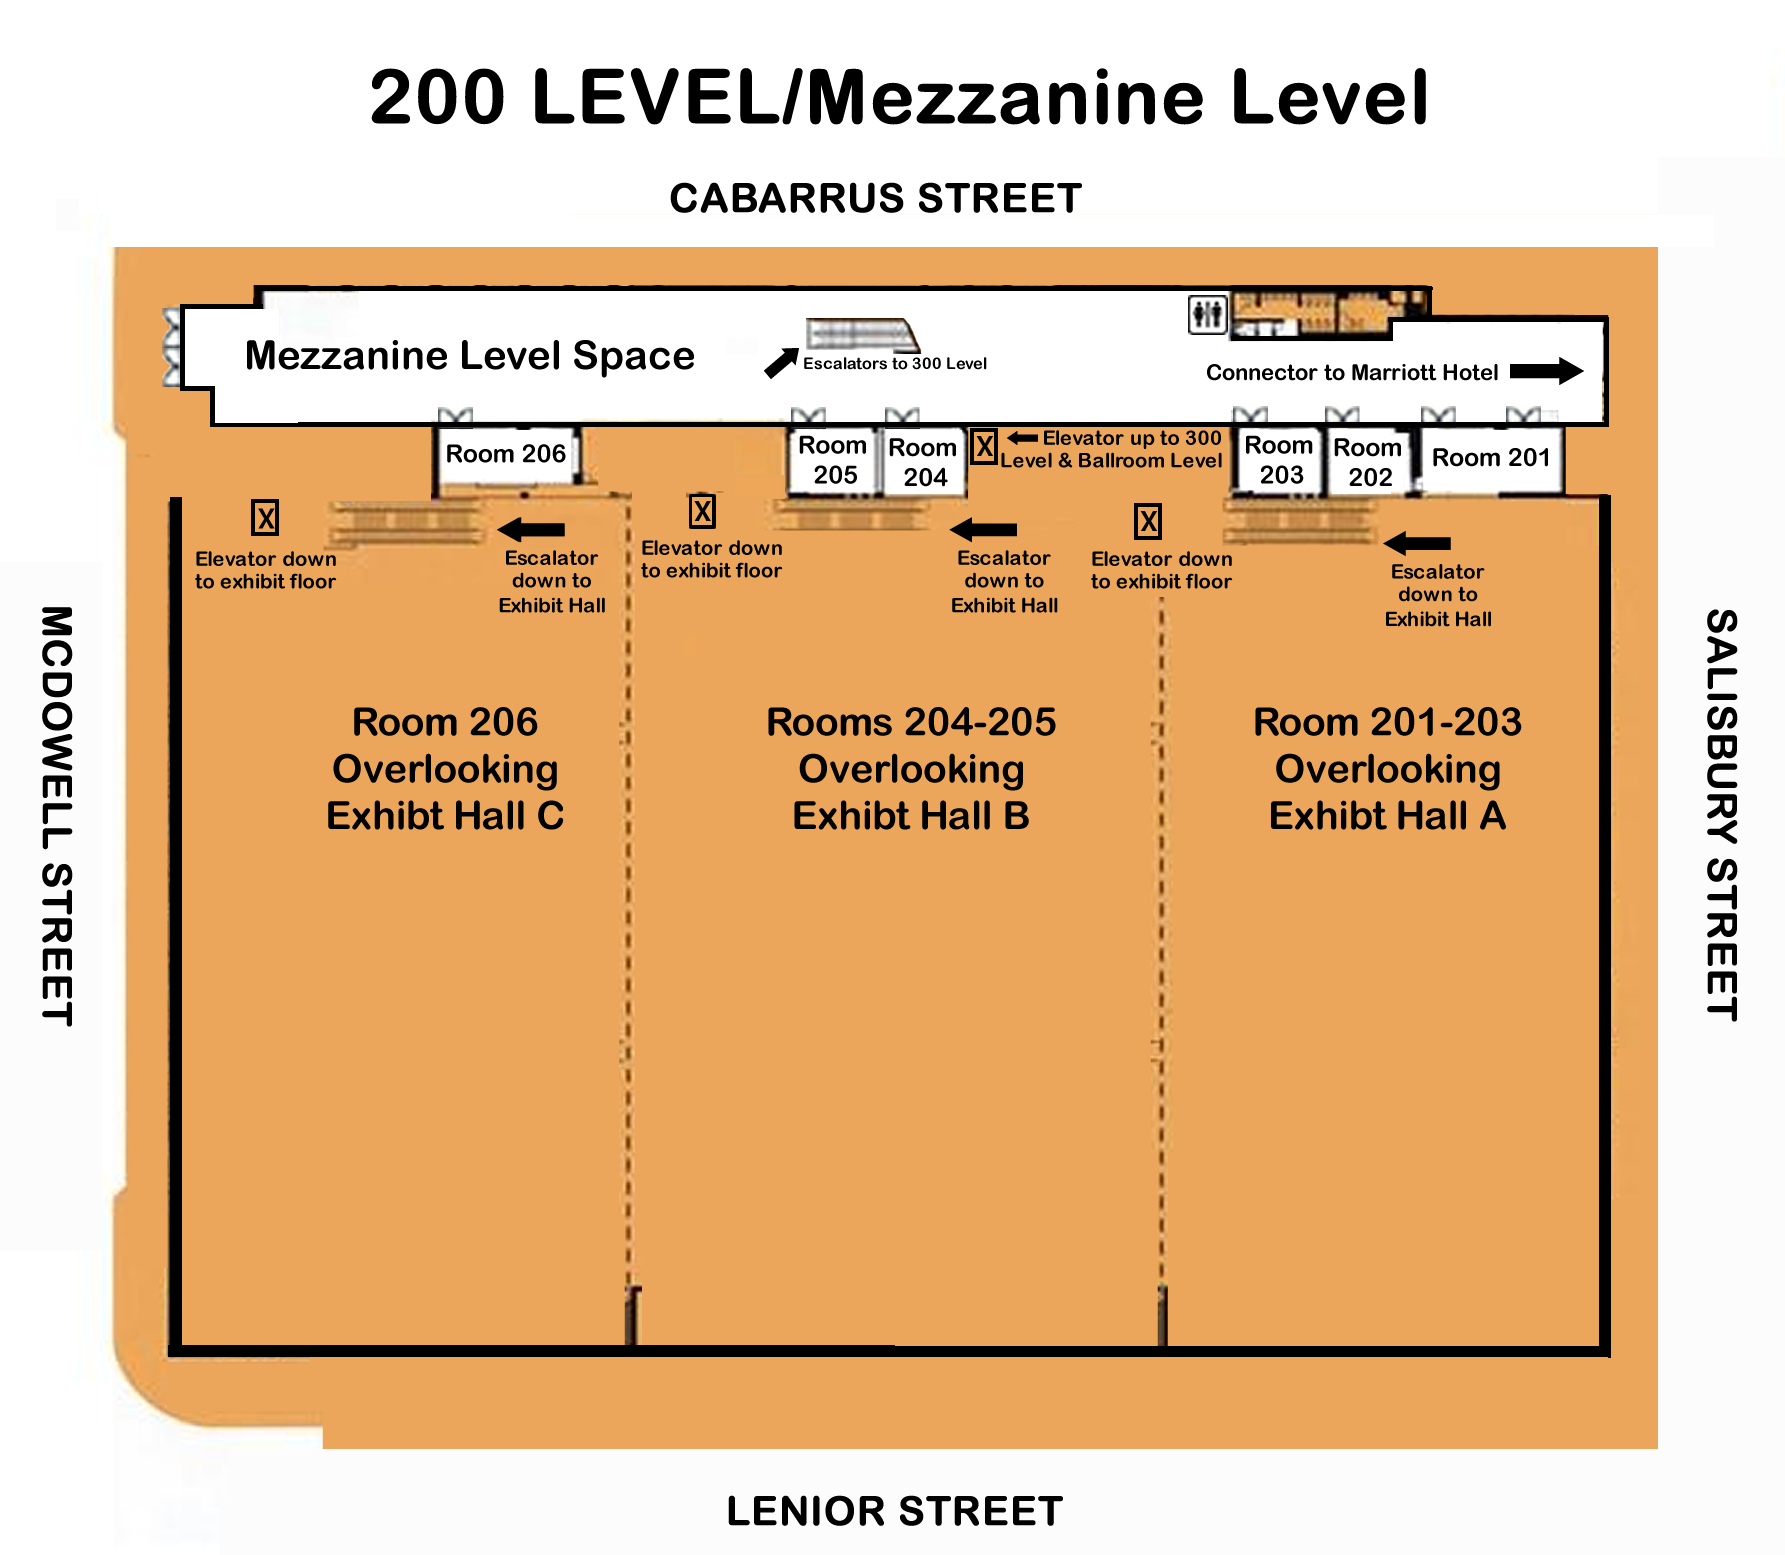 200 LEVEL/Mezzanine Level
CABARRUS STREET
Mezzanine Level Space
Escalators to 300 Level
Connector to Marriott Hotel
Room 206
Room
205
Room
204
X
Elevator up to 300
Level & Ballroom Level
Room
203
Room
202
Room 201
X
Elevator down
to exhibit floor
Escalator
down to
Exhibit Hall
X
Elevator down
to exhibit floor
Escalator
down to
Exhibit Hall
X
Elevator down
to exhibit floor
Escalator
down to
Exhibit Hall
MCDOWELL STREET
Room 206
Overlooking
Exhibt Hall C
Rooms 204-205
Overlooking
Exhibt Hall B
Room 201-203
Overlooking
Exhibt Hall A
SALISBURY STREET
LENIOR STREET